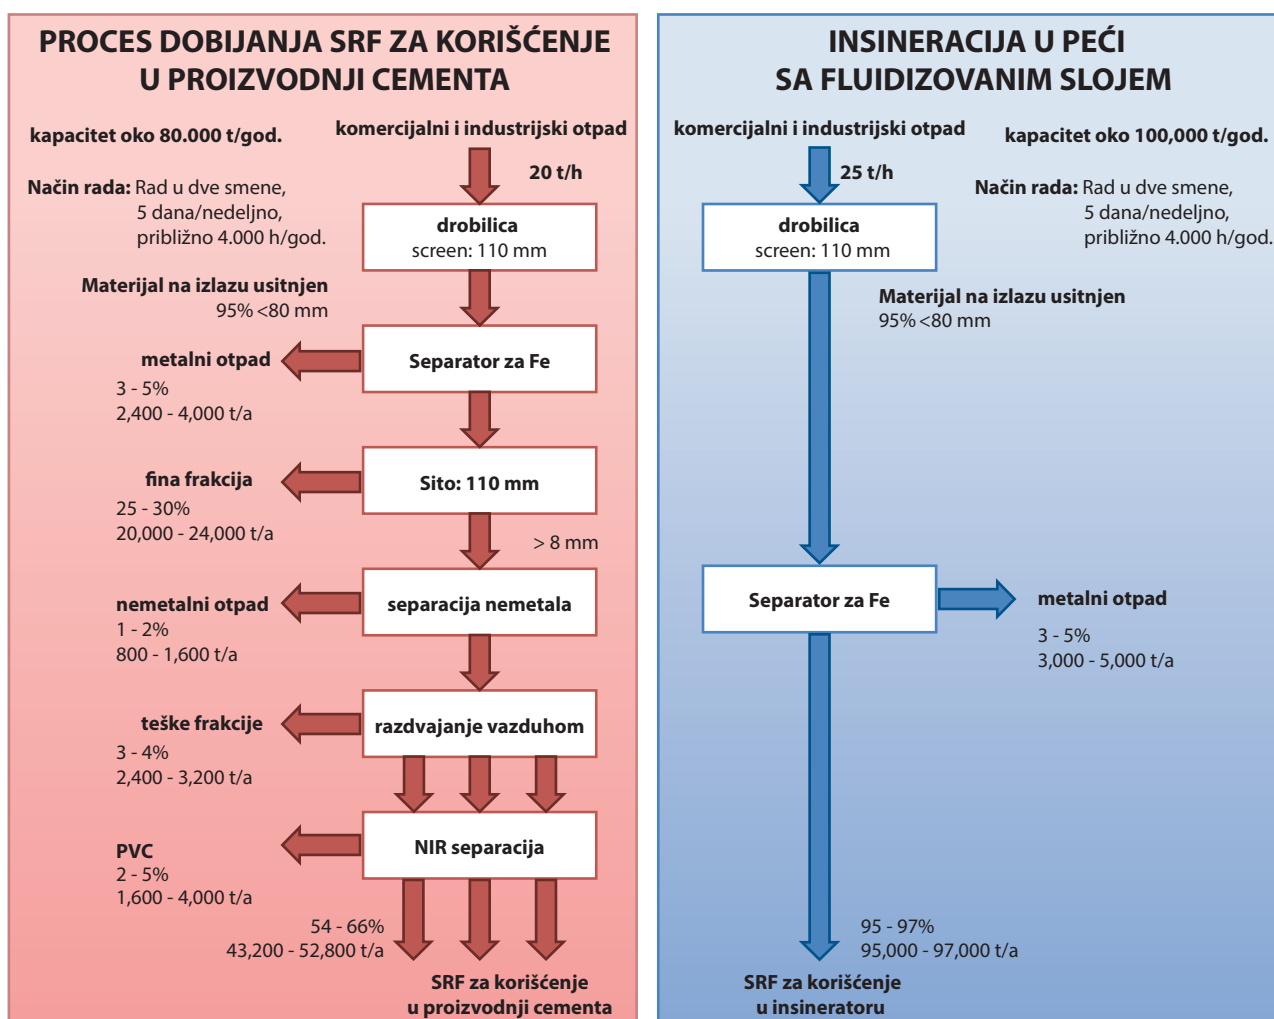 PROCES DOBIJANJA SRF ZA KORIŠĆENJE
U PROIZVODNJI CEMENTA
kapacitet oko 80.000 t/god.
komercijalni i industrijski otpad
20 t/h
Način rada: Rad u dve smene,
5 dana/nedeljno,
približno 4.000 h/god.
drobilica
screen: 110 mm
Materijal na izlazu usitnjen
95% <80 mm
Separator za Fe
metalni otpad
3 - 5%
2,400 - 4,000 t/a
Sito: 110 mm
fina frakcija
25 - 30%
20,000 - 24,000 t/a
> 8 mm
separacija nemetala
nemetalni otpad
1 - 2%
800 - 1,600 t/a
razdvajanje vazduhom
teške frakcije
3 - 4%
2,400 - 3,200 t/a
NIR separacija
PVC
2 - 5%
1,600 - 4,000 t/a
54 - 66%
43,200 - 52,800 t/a
SRF za korišćenje
u proizvodnji cementa
INSINERACIJA U PEĆI
SA FLUIDIZOVANIM SLOJEM
komercijalni i industrijski otpad
kapacitet oko 100,000 t/god.
25 t/h
Način rada: Rad u dve smene,
5 dana/nedeljno,
približno 4.000 h/god.
drobilica
screen: 110 mm
Materijal na izlazu usitnjen
95% <80 mm
Separator za Fe
metalni otpad
3 - 5%
3,000 - 5,000 t/a
95 - 97%
95,000 - 97,000 t/a
SRF za korišćenje
u insineratoru